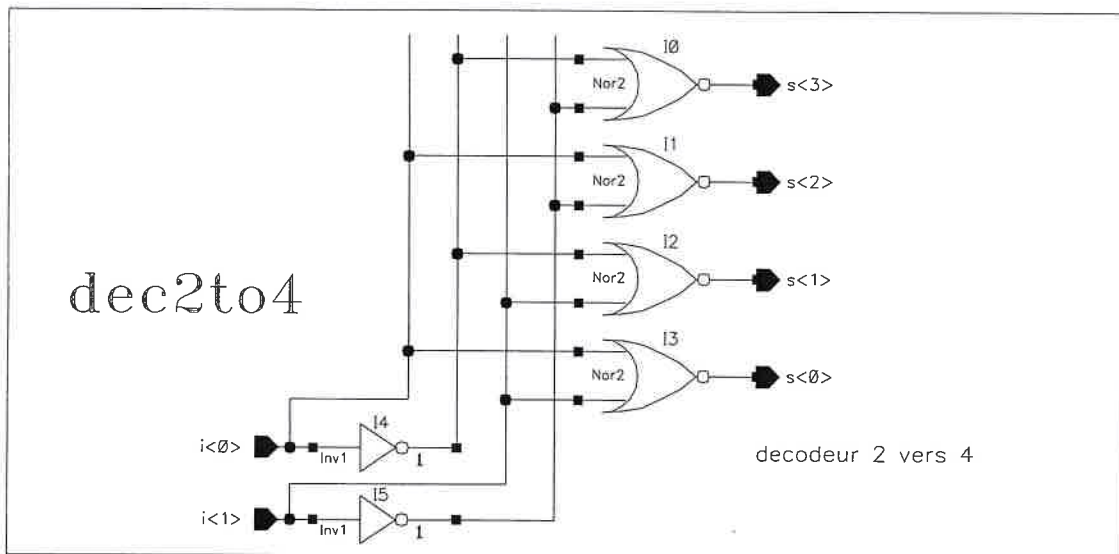 I0
Nor2
s<3>
I1
Nor2
s<2>
I2
Nor2
s<1>
dec2to4
I3
Nor2
s<0>
I4
i<0>
Inv1
1
decodeur 2 vers 4
I5
i<1>
Inv1
1